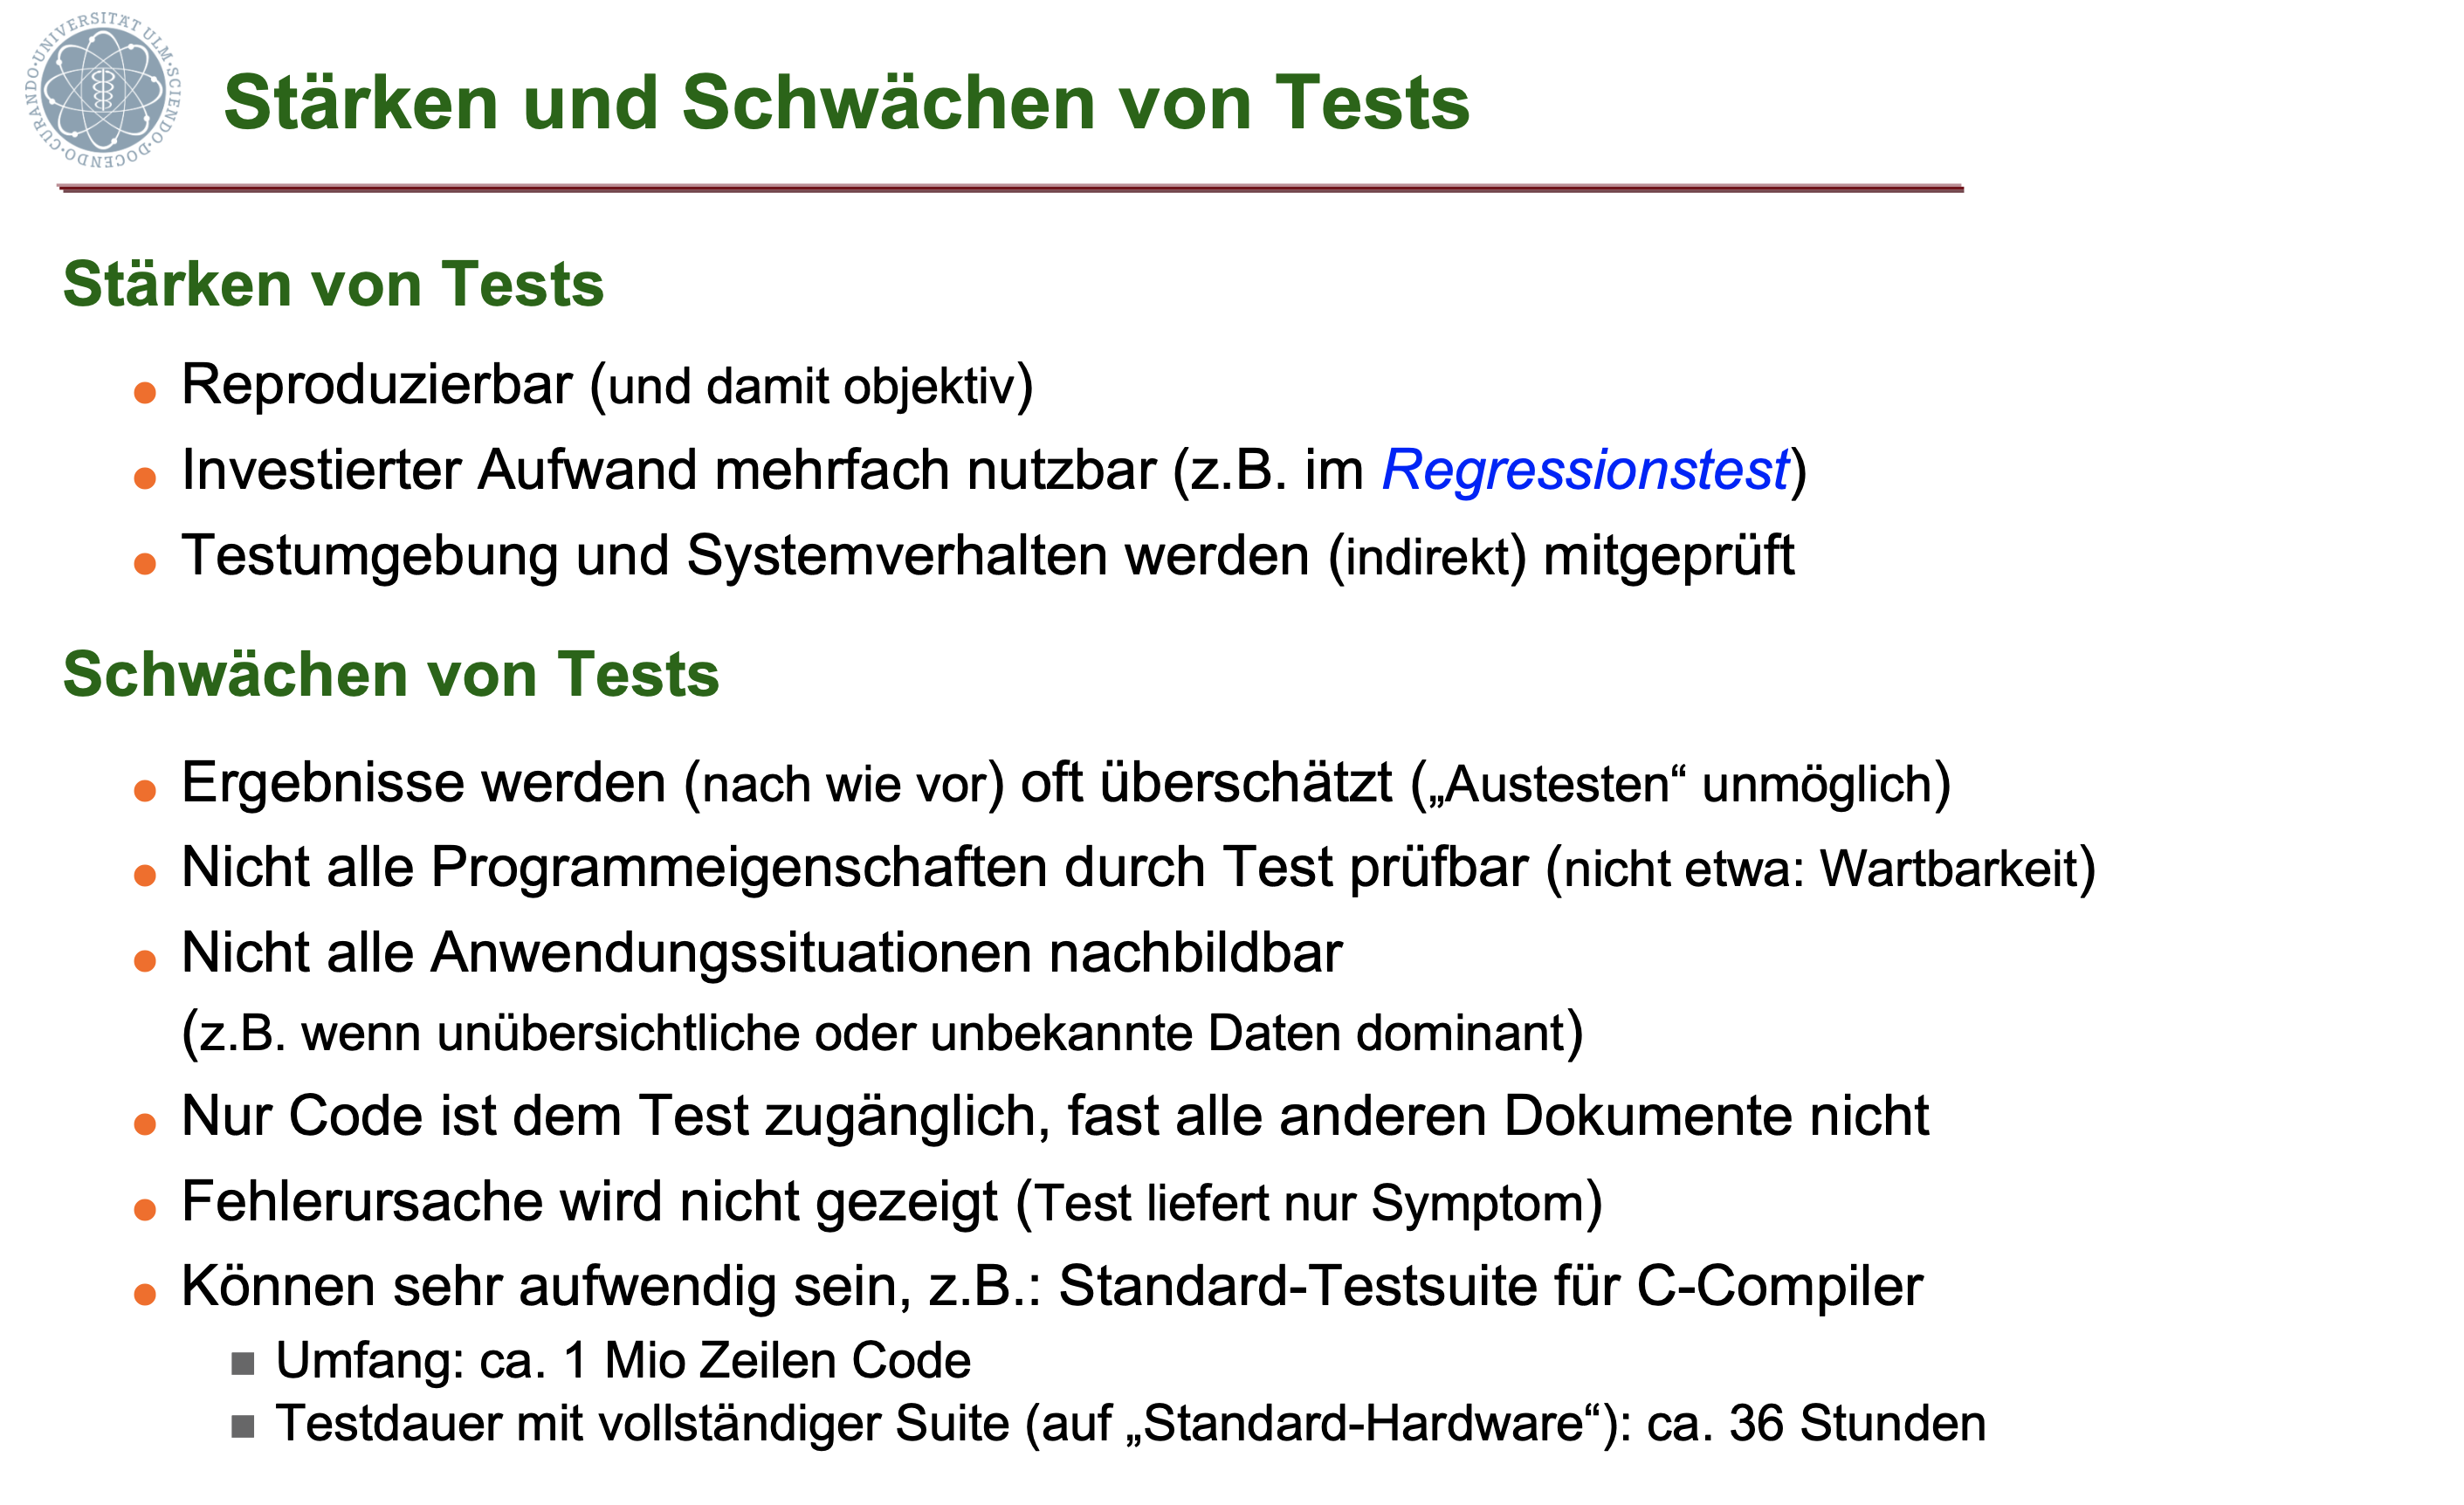 UNIVERSITÄT ULM · SCIENDO · DOCENDO · CURANDO ·
Stärken und Schwächen von Tests
Stärken von Tests
Reproduzierbar (und damit objektiv)
Investierter Aufwand mehrfach nutzbar (z.B. im Regressionstest)
Testumgebung und Systemverhalten werden (indirekt) mitgeprüft
Schwächen von Tests
Ergebnisse werden (nach wie vor) oft überschätzt („Austesten“ unmöglich)
Nicht alle Programmeigenschaften durch Test prüfbar (nicht etwa: Wartbarkeit)
Nicht alle Anwendungssituationen nachbildbar
(z.B. wenn unübersichtliche oder unbekannte Daten dominant)
Nur Code ist dem Test zugänglich, fast alle anderen Dokumente nicht
Fehlerursache wird nicht gezeigt (Test liefert nur Symptom)
Können sehr aufwendig sein, z.B.: Standard-Testsuite für C-Compiler
Umfang: ca. 1 Mio Zeilen Code
Testdauer mit vollständiger Suite (auf „Standard-Hardware“): ca. 36 Stunden